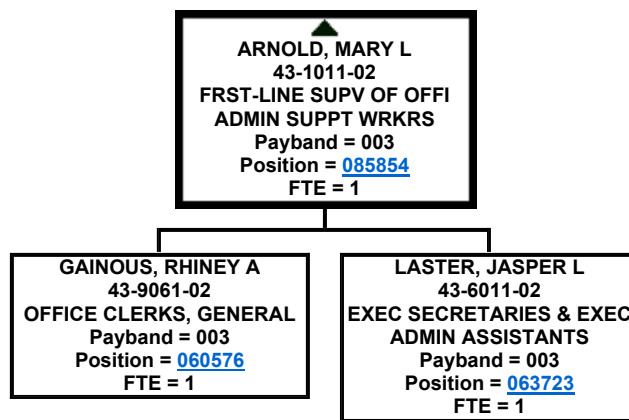 ARNOLD, MARY L
43-1011-02
FRST-LINE SUPV OF OFFI
ADMIN SUPPT WRKRS
Payband = 003
Position = 085854
FTE = 1
GAINOUS, RHINEY A
43-9061-02
OFFICE CLERKS, GENERAL
Payband = 003
Position = 060576
FTE = 1
LASTER, JASPER L
43-6011-02
EXEC SECRETARIES & EXEC
ADMIN ASSISTANTS
Payband = 003
Position = 063723
FTE = 1